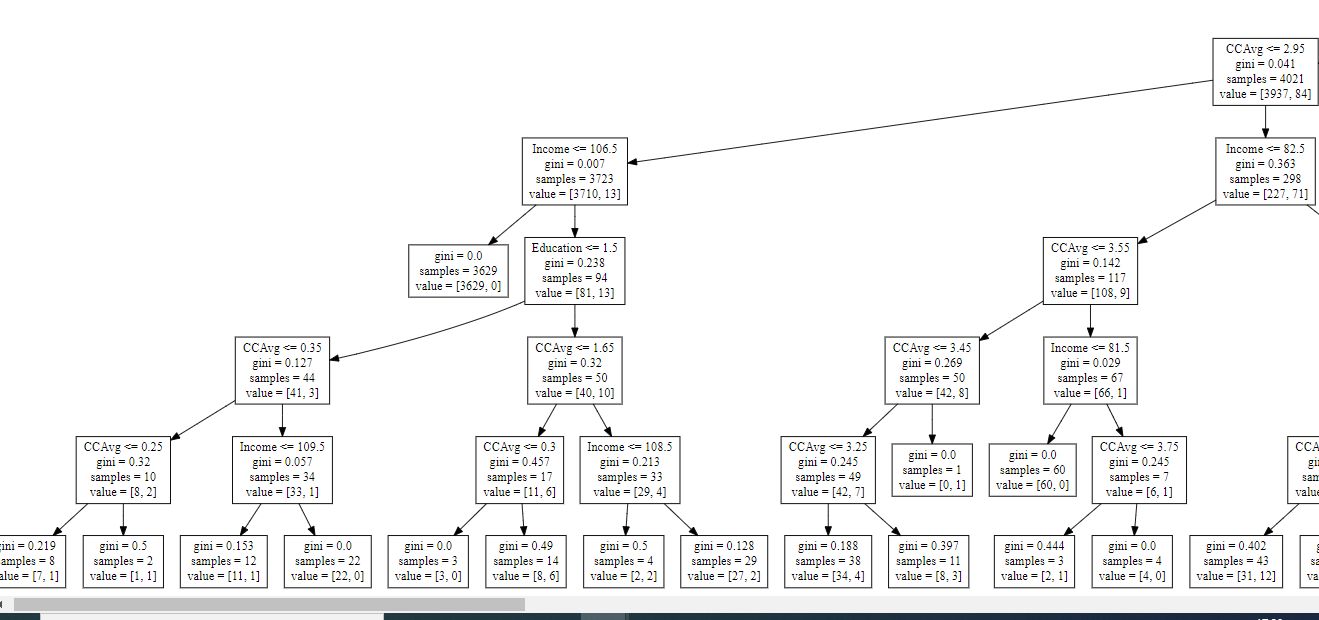 CCAvg <= 2.95
gini = 0.041
samples = 4021
value = [3937, 84]
Income <= 106.5
gini = 0.007
samples = 3723
value = [3710, 13]
Income <= 82.5
gini = 0.363
samples = 298
value = [227, 71]
gini = 0.0
samples = 3629
value = [3629, 0]
Education <= 1.5
gini = 0.238
samples = 94
value = [81, 13]
CCAvg <= 3.55
gini = 0.142
samples = 117
value = [108, 9]
CCAvg <= 0.35
gini = 0.127
samples = 44
value = [41, 3]
CCAvg <= 1.65
gini = 0.32
samples = 50
value = [40, 10]
CCAvg <= 3.45
gini = 0.269
samples = 50
value = [42, 8]
Income <= 81.5
gini = 0.029
samples = 67
value = [66, 1]
CCAvg <= 0.25
gini = 0.32
samples = 10
value = [8, 2]
Income <= 109.5
gini = 0.057
samples = 34
value = [33, 1]
CCAvg <= 0.3
gini = 0.457
samples = 17
value = [11, 6]
Income <= 108.5
gini = 0.213
samples = 33
value = [29, 4]
CCAvg <= 3.25
gini = 0.245
samples = 49
value = [42, 7]
gini = 0.0
samples = 1
value = [0, 1]
gini = 0.0
samples = 60
value = [60, 0]
CCAvg <= 3.75
gini = 0.245
samples = 7
value = [6, 1]
= 0.219
= 8
= [7, 1]
gini = 0.5
samples = 2
value = [1, 1]
gini = 0.153
samples = 12
value = [11, 1]
gini = 0.0
samples = 22
value = [22, 0]
gini = 0.0
samples = 3
value = [3, 0]
gini = 0.49
samples = 14
value = [8, 6]
gini = 0.5
samples = 4
value = [2, 2]
gini = 0.128
samples = 29
value = [27, 2]
gini = 0.188
samples = 38
value = [34, 4]
gini = 0.397
samples = 11
value = [8, 3]
gini = 0.444
samples = 3
value = [2, 1]
gini = 0.0
samples = 4
value = [4, 0]
gini = 0.402
samples = 43
value = [31, 12]